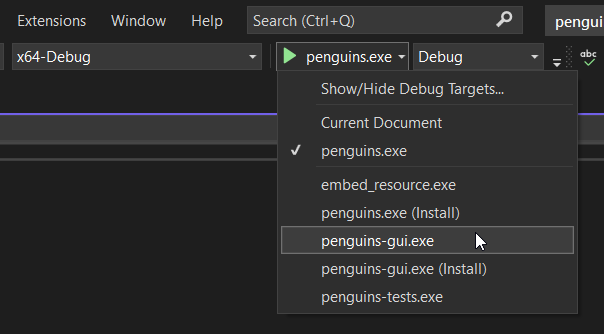 Extensions Window Help Search (Ctrl+Q) pengui
x64-Debug penguins.exe Debug abc
Show/Hide Debug Targets...
Current Document
penguins.exe
embed_resource.exe
penguins.exe (Install)
penguins-gui.exe
penguins-gui.exe (Install)
penguins-tests.exe